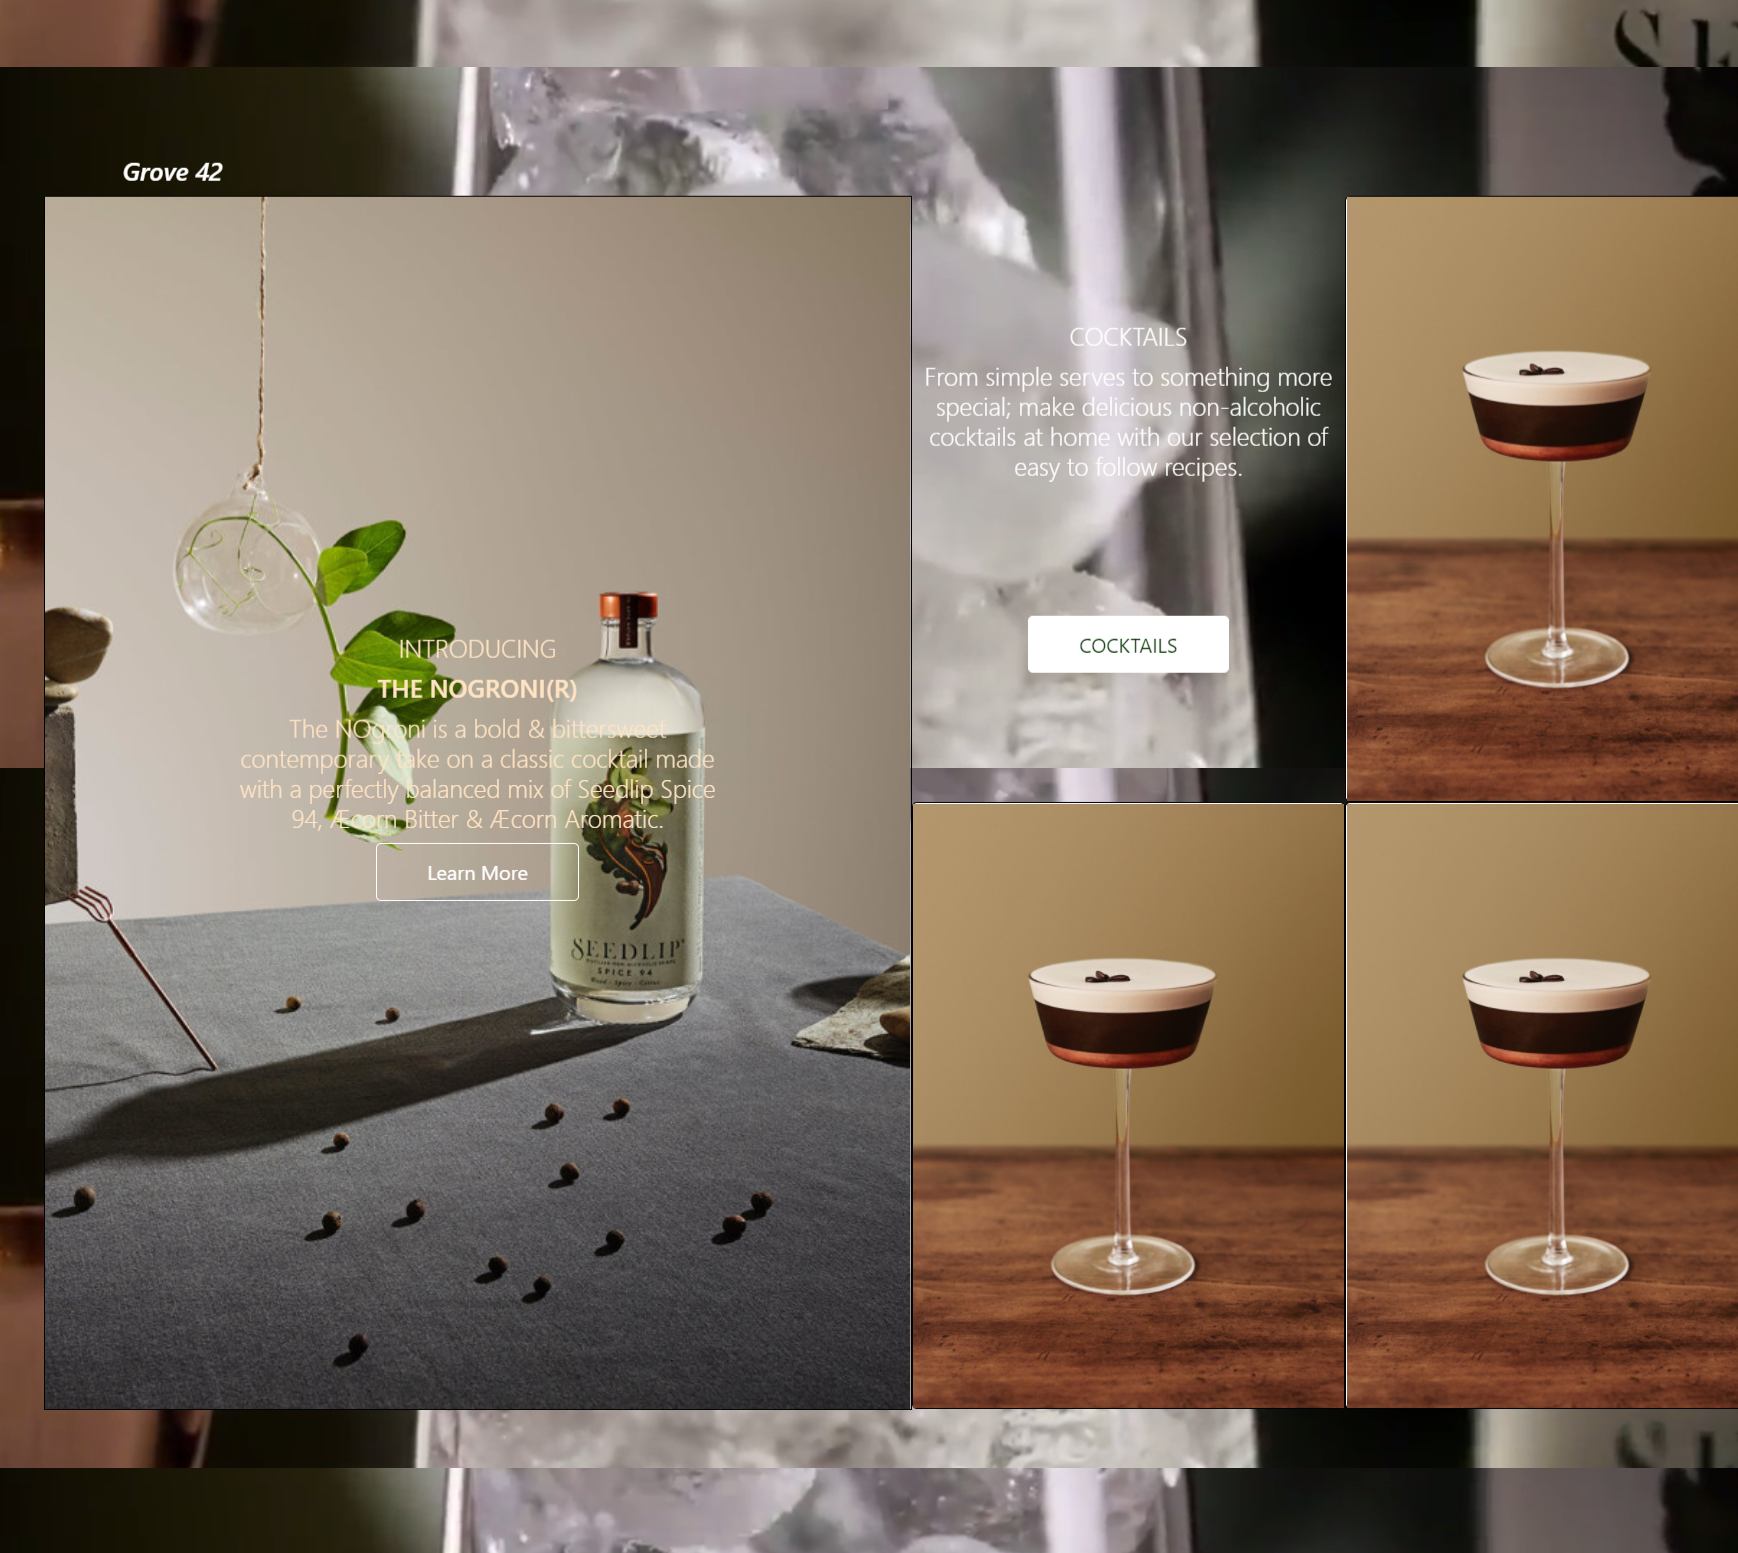 Grove 42
INTRODUCING
THE NOGRONI(R)
The NOgroni is a bold & bittersweet
contemporary take on a classic cocktail made
with a perfectly balanced mix of Seedlip Spice
94, Æcorn Bitter & Æcorn Aromatic.
Learn More
SEEDLIP
SPICE 94
COCKTAILS
From simple serves to something more
special; make delicious non-alcoholic
cocktails at home with our selection of
easy to follow recipes.
COCKTAILS